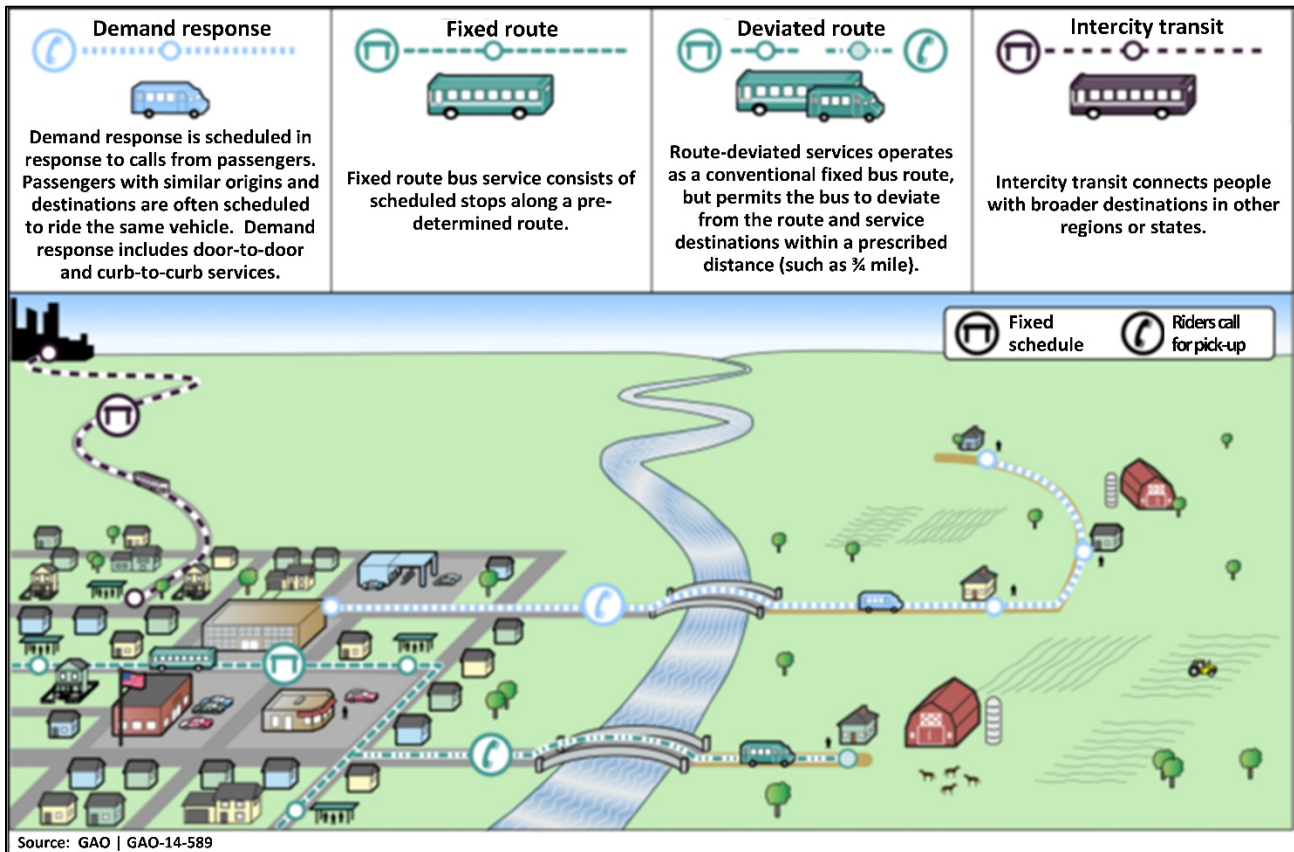 Demand response
Demand response is scheduled in
response to calls from passengers.
Passengers with similar origins and
destinations are often scheduled
to ride the same vehicle.  Demand
response includes door-to-door
and curb-to-curb services.
Fixed route
Fixed route bus service consists of
scheduled stops along a pre-
determined route.
Deviated route
Route-deviated services operates
as a conventional fixed bus route,
but permits the bus to deviate
from the route and service
destinations within a prescribed
distance (such as ¾ mile).
Intercity transit
Intercity transit connects people
with broader destinations in other
regions or states.
Fixed
schedule
Riders call
for pick-up
Source:  GAO | GAO-14-589